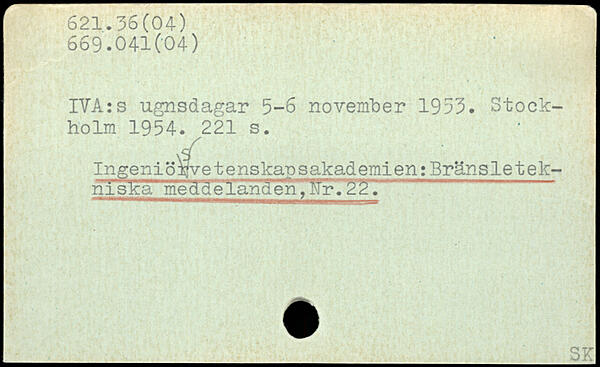 621.36(04)
669.041(04)
IVA:s ugnsdagar 5-6 november 1953. Stock-
holm 1954. 221 s.
s
Ingeniörvetenskapsakademien:Bränsletek-
niska meddelanden,Nr.22.
SK